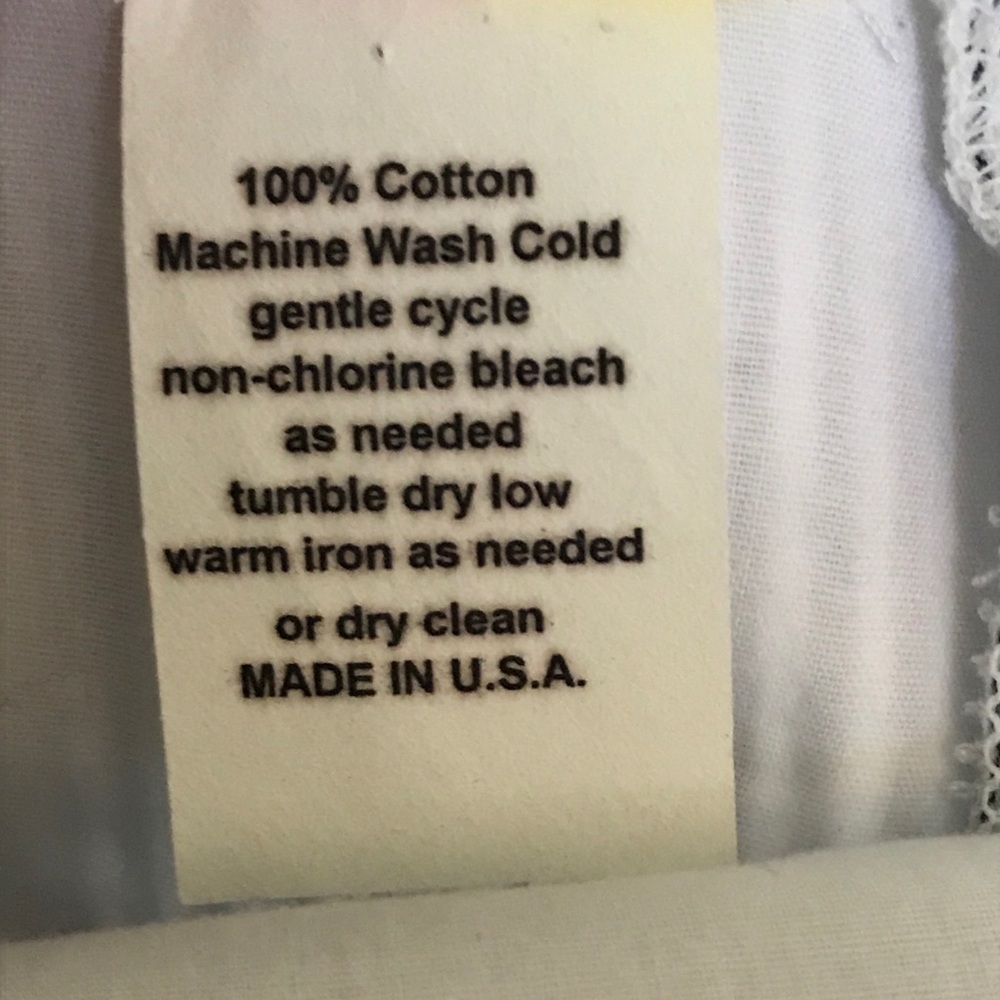 100% Cotton
Machine Wash Cold
gentle cycle
non-chlorine bleach
as needed
tumble dry low
warm iron as needed
or dry clean
MADE IN U.S.A.